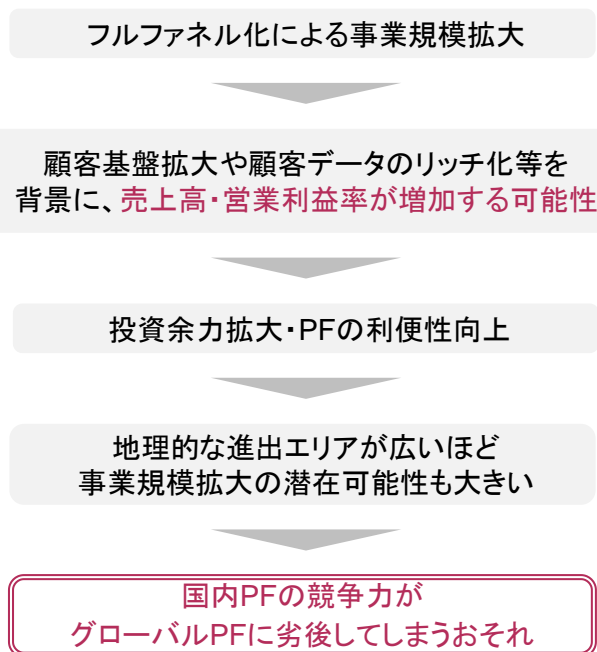 フルファネル化による事業規模拡大
顧客基盤拡大や顧客データのリッチ化等を
背景に、売上高・営業利益率が増加する可能性
投資余力拡大・PFの利便性向上
地理的な進出エリアが広いほど
事業規模拡大の潜在可能性も大きい
国内PFの競争力が
グローバルPFに劣後してしまうおそれ